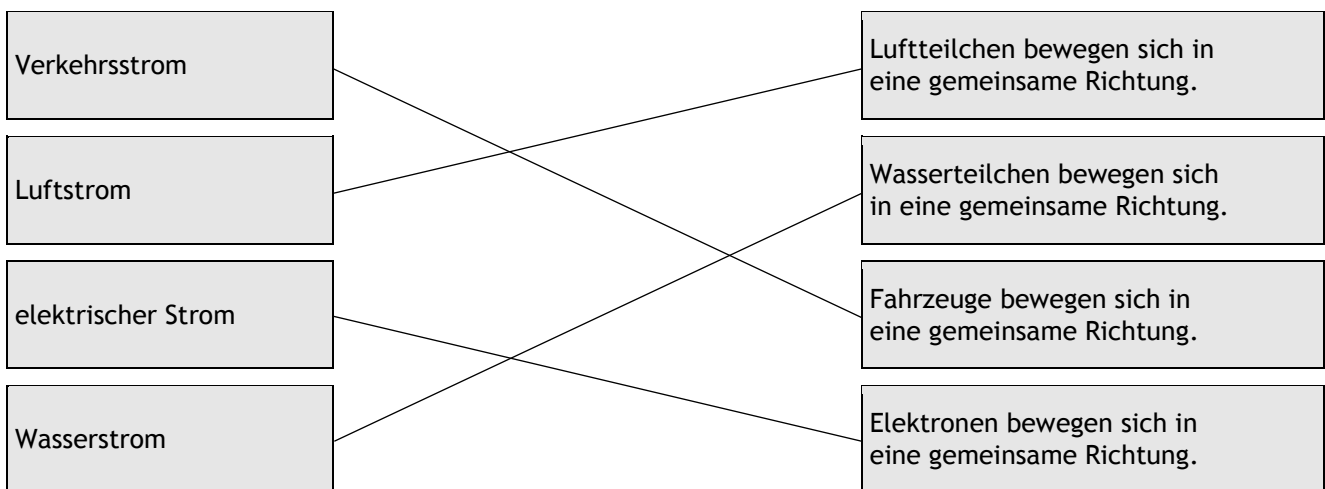 Verkehrsstrom
Luftteilchen bewegen sich in
eine gemeinsame Richtung.
Luftstrom
Wasserteilchen bewegen sich
in eine gemeinsame Richtung.
elektrischer Strom
Fahrzeuge bewegen sich in
eine gemeinsame Richtung.
Wasserstrom
Elektronen bewegen sich in
eine gemeinsame Richtung.